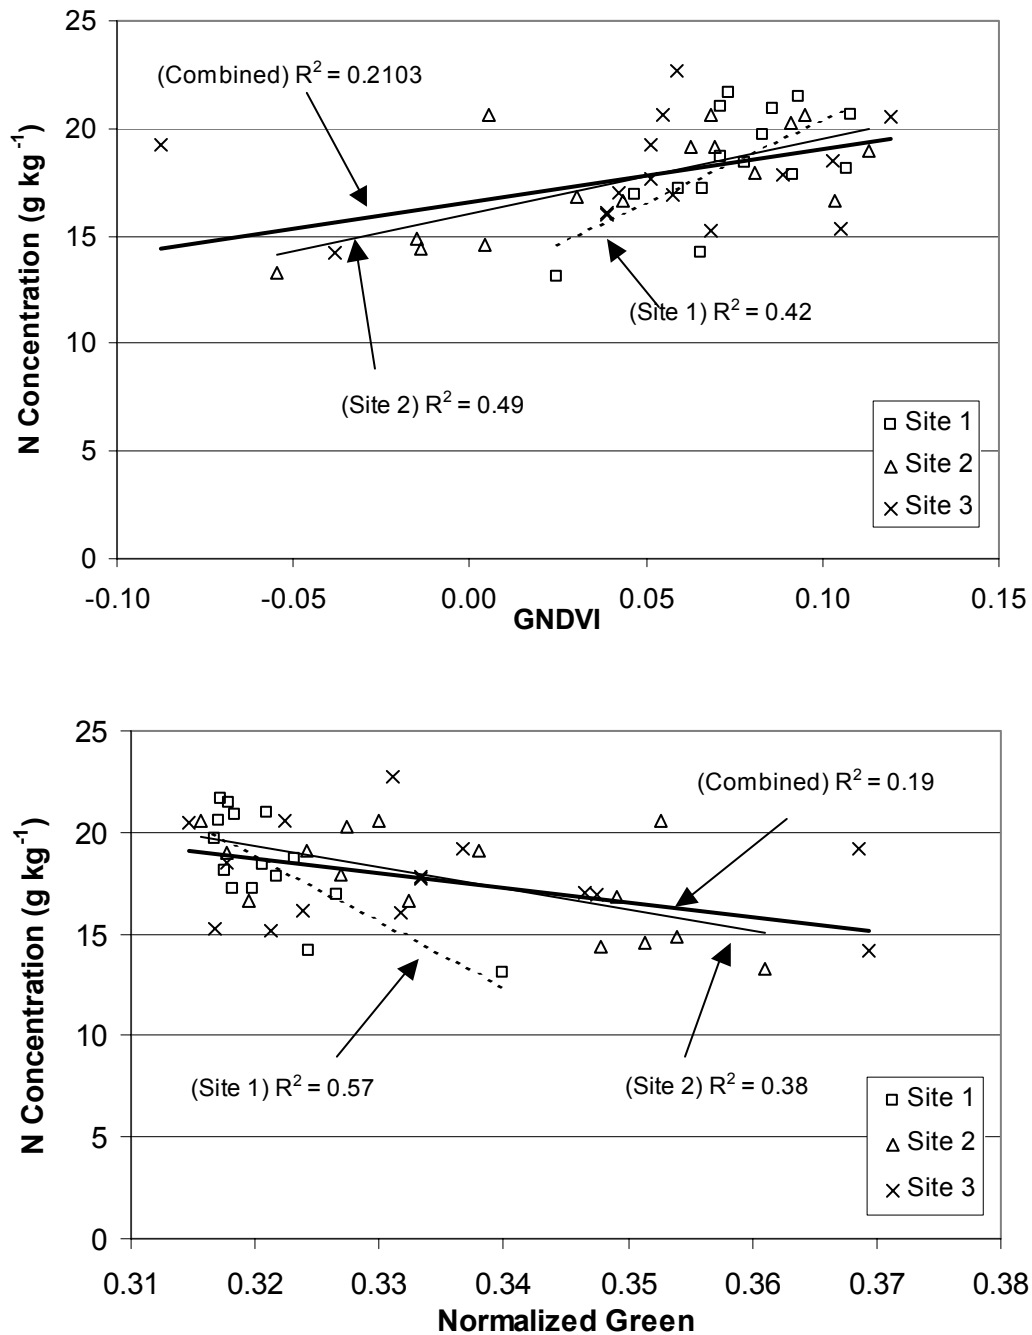 25
20
15
10
5
0
N Concentration (g kg⁻¹)
(Combined) R² = 0.2103
(Site 1) R² = 0.42
(Site 2) R² = 0.49
Site 1
Site 2
Site 3
-0.10 -0.05 0.00 0.05 0.10 0.15
GNDVI
25
20
15
10
5
0
N Concentration (g kg⁻¹)
(Combined) R² = 0.19
(Site 1) R² = 0.57
(Site 2) R² = 0.38
Site 1
Site 2
Site 3
0.31 0.32 0.33 0.34 0.35 0.36 0.37 0.38
Normalized Green